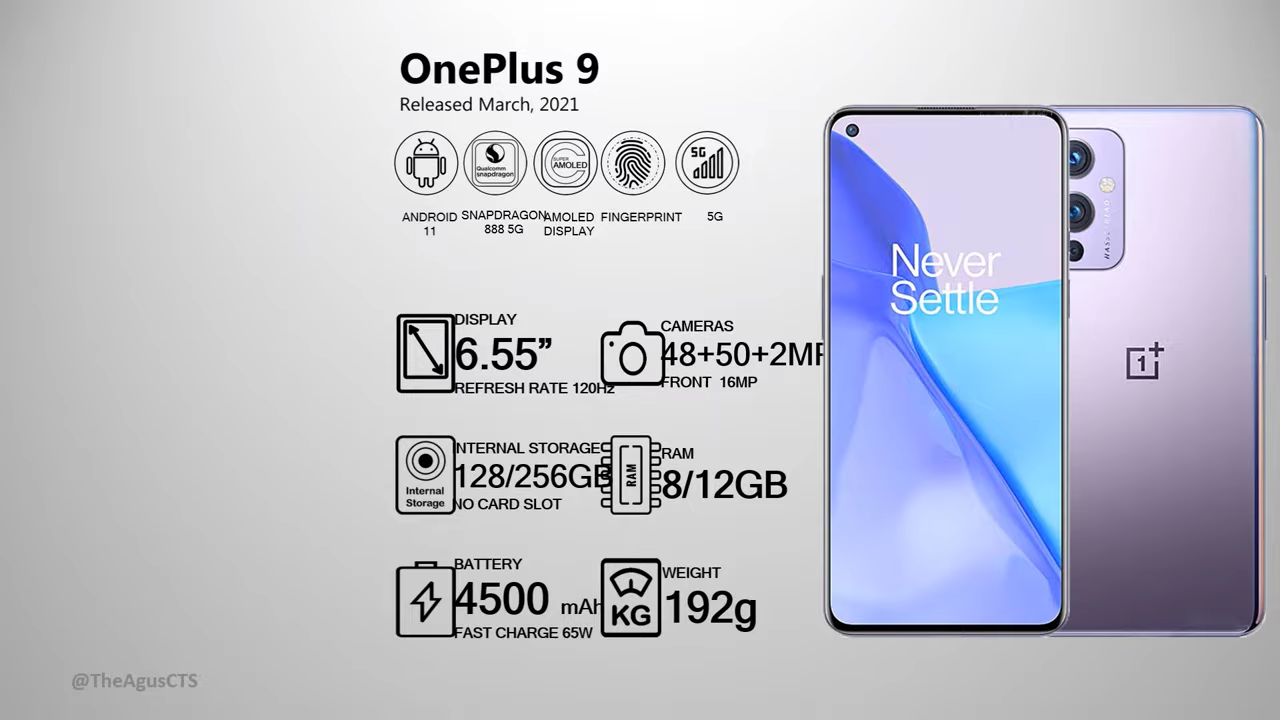 OnePlus 9
Released March, 2021
5G
Qualcomm
snapdragon
SUPER
AMOLED
ANDROID
11
SNAPDRAGON
888 5G
AMOLED
DISPLAY
FINGERPRINT
5G
DISPLAY
6.55”
REFRESH RATE 120Hz
CAMERAS
48+50+2MP
FRONT 16MP
Internal
Storage
INTERNAL STORAGE
128/256GB
NO CARD SLOT
RAM
RAM
8/12GB
BATTERY
4500 mAh
FAST CHARGE 65W
KG
WEIGHT
192g
Never
Settle
HASSELBLAD
1+
@TheAgusCTS